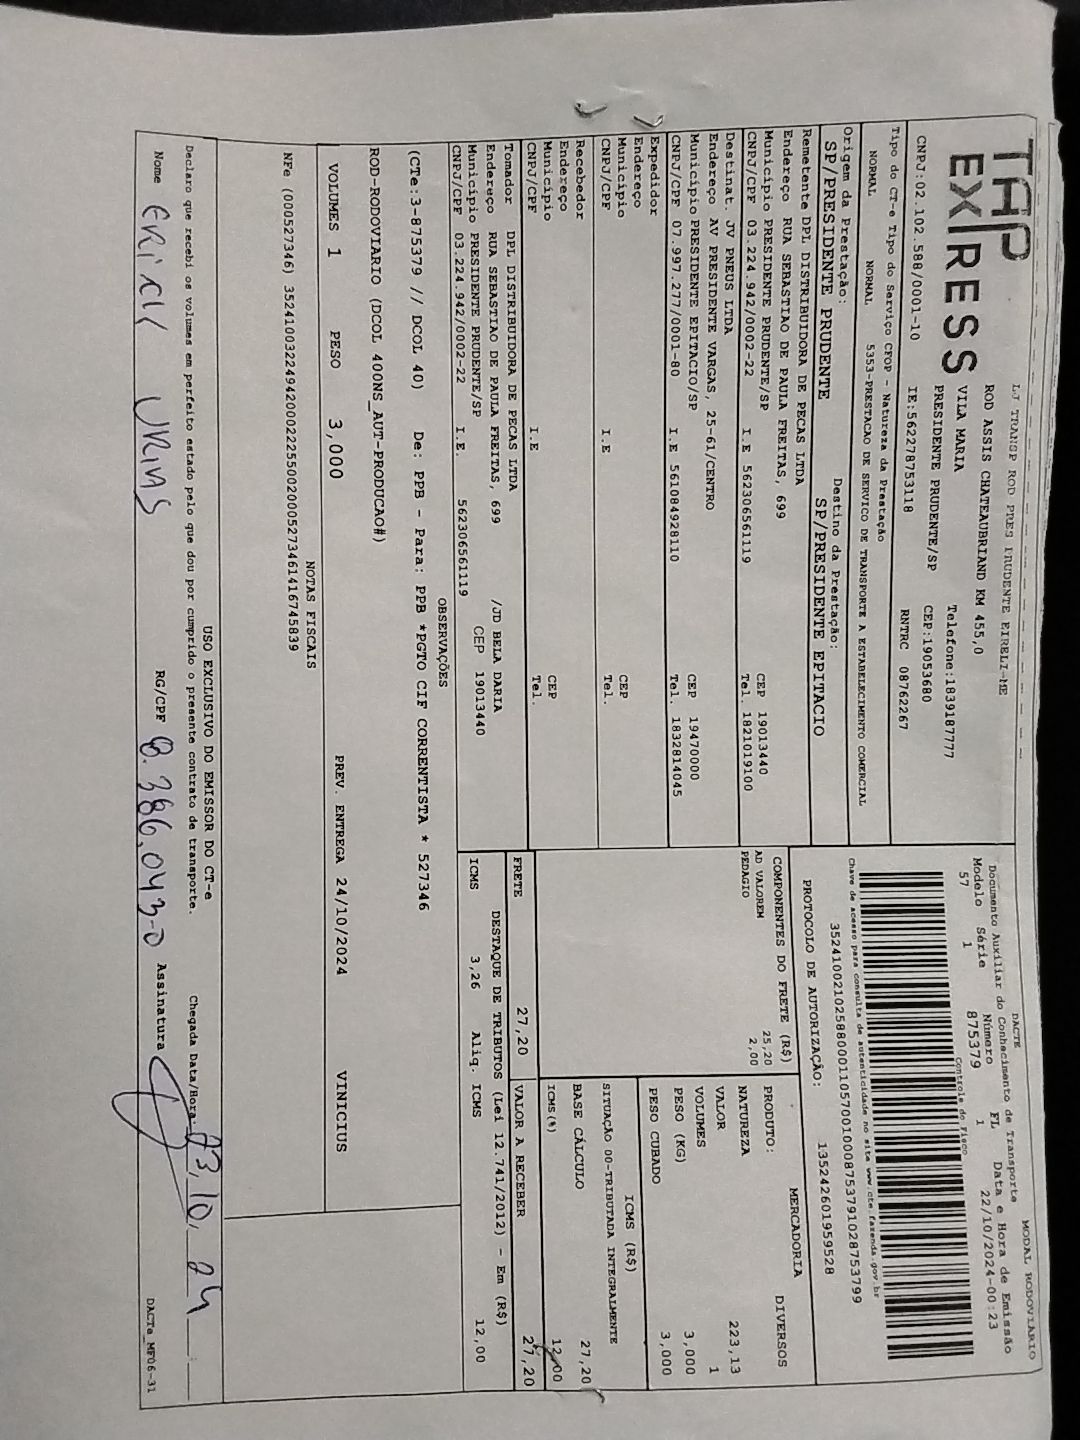 TAP
EXPRESS
LJ TRANSP ROD PRES PRUDENTE EIRELI-ME
ROD ASSIS CHATEAUBRIAND KM 455,0
VILA MARIA Telefone:1839187777
PRESIDENTE PRUDENTE/SP CEP:19053680
CNPJ:02.102.588/0001-10 IE:562278753118 RNTRC 08762267
Tipo do CT-e Tipo do Serviço CFOP - Natureza da Prestação
NORMAL NORMAL 5353-PRESTACAO DE SERVICO DE TRANSPORTE A ESTABELECIMENTO COMERCIAL
Origem da Prestação: Destino da Prestação:
SP/PRESIDENTE PRUDENTE SP/PRESIDENTE EPITACIO
Remetente DPL DISTRIBUIDORA DE PECAS LTDA
Endereço RUA SEBASTIAO DE PAULA FREITAS, 699
Município PRESIDENTE PRUDENTE/SP CEP 19013440
CNPJ/CPF 03.224.942/0002-22 I.E 562306561119 Tel. 1821019100
Destinat. JV PNEUS LTDA
Endereço AV PRESIDENTE VARGAS, 25-61/CENTRO
Município PRESIDENTE EPITACIO/SP CEP 19470000
CNPJ/CPF 07.997.277/0001-80 I.E 561084928110 Tel. 1832814045
Expedidor
Endereço
Município CEP
CNPJ/CPF I.E Tel.
Recebedor
Endereço
Município CEP
CNPJ/CPF I.E Tel.
Tomador DPL DISTRIBUIDORA DE PECAS LTDA
Endereço RUA SEBASTIAO DE PAULA FREITAS, 699 /JD BELA DARIA
Município PRESIDENTE PRUDENTE/SP CEP 19013440
CNPJ/CPF 03.224.942/0002-22 I.E. 562306561119
DACTE MODAL RODOVIARIO
Documento Auxiliar do Conhecimento de Transporte
Modelo Série Número FL Data e Hora de Emissão
57 1 875379 1 22/10/2024-00:23
Controle do Fisco
Chave de acesso para consulta de autenticidade no site www.cte.fazenda.gov.br
35241002102588000110570010008753791028753799
PROTOCOLO DE AUTORIZAÇÃO: 135242601959528
COMPONENTES DO FRETE (R$)
AD VALOREM 25,20
PEDAGIO 2,00
MERCADORIA
PRODUTO: DIVERSOS
NATUREZA
VALOR 223,13
VOLUMES 1
PESO (KG) 3,000
PESO CUBADO 3,000
ICMS (R$)
SITUAÇÃO 00-TRIBUTADA INTEGRALMENTE
BASE CÁLCULO 27,20
ICMS(%) 12,00
FRETE 27,20 VALOR A RECEBER 27,20
DESTAQUE DE TRIBUTOS (Lei 12.741/2012) - Em (R$)
ICMS 3,26 Aliq. ICMS 12,00
OBSERVAÇÕES
(CTe:3-875379 // DCOL 40) De: PPB - Para: PPB *PGTO CIF CORRENTISTA * 527346
ROD-RODOVIARIO (DCOL 400NS_AUT-PRODUCAO#)
VOLUMES 1 PESO 3,000 PREV. ENTREGA 24/10/2024 VINICIUS
NOTAS FISCAIS
NFe (000527346) 35241003224942000222550020005273461416745839
USO EXCLUSIVO DO EMISSOR DO CT-e
Declaro que recebi os volumes em perfeito estado pelo que dou por cumprido o presente contrato de transporte. Chegada Data/Hora: 23/10/24 :
Nome RG/CPF 8.386.043-0 Assinatura
DACTe_MF06-31